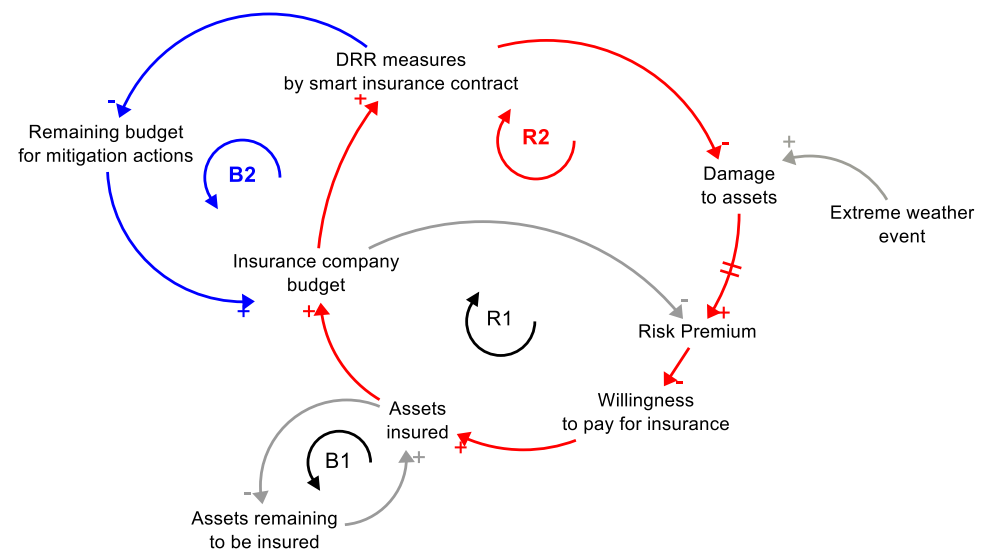 DRR measures
by smart insurance contract
+
-
Remaining budget
for mitigation actions
B2
R2
-
Damage
to assets
+
Extreme weather
event
Insurance company
budget
+
+
-
+
R1
Risk Premium
-
Willingness
to pay for insurance
Assets
insured
+
+
B1
-
Assets remaining
to be insured